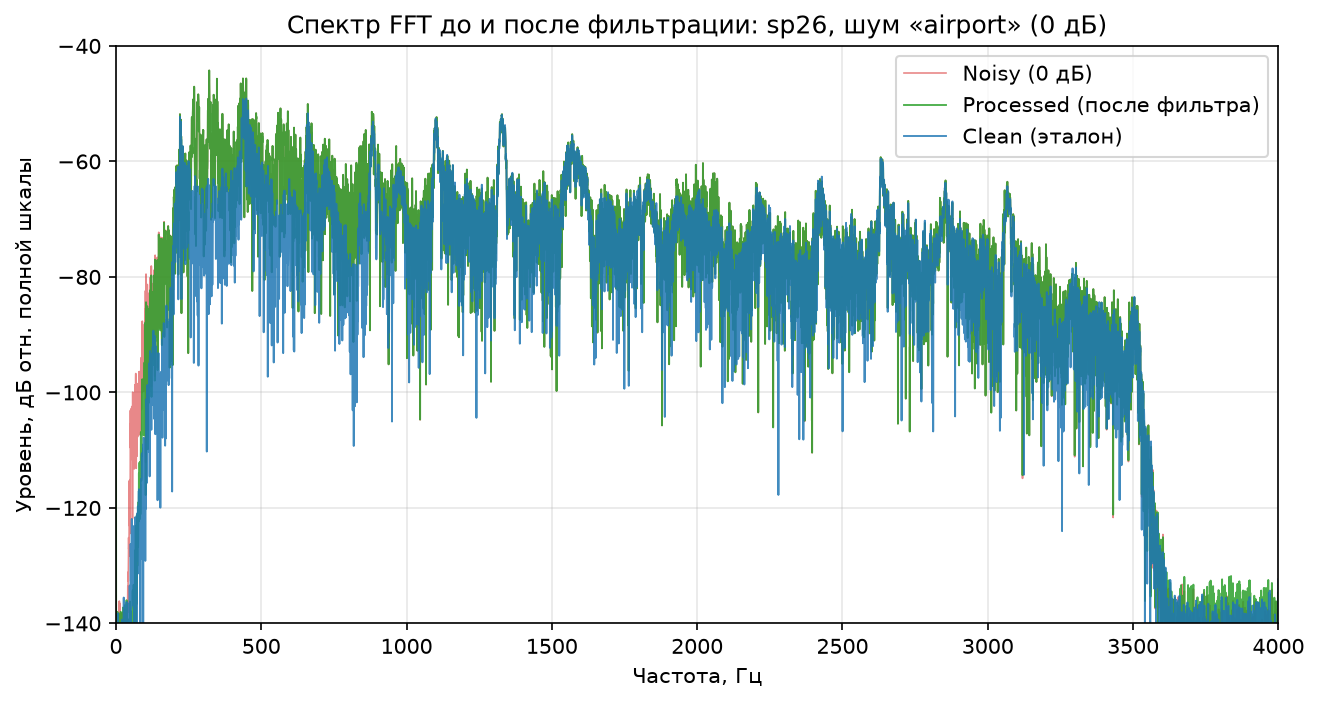 Спектр FFT до и после фильтрации: sp26, шум «airport» (0 дБ)
Noisy (0 дБ)
Processed (после фильтра)
Clean (эталон)
Уровень, дБ отн. полной шкалы
−40
−60
−80
−100
−120
−140
0 500 1000 1500 2000 2500 3000 3500 4000
Частота, Гц